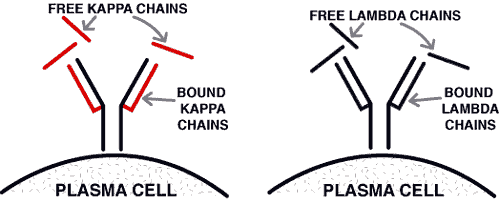 FREE KAPPA CHAINS
BOUND
KAPPA
CHAINS
PLASMA CELL
FREE LAMBDA CHAINS
BOUND
LAMBDA
CHAINS
PLASMA CELL